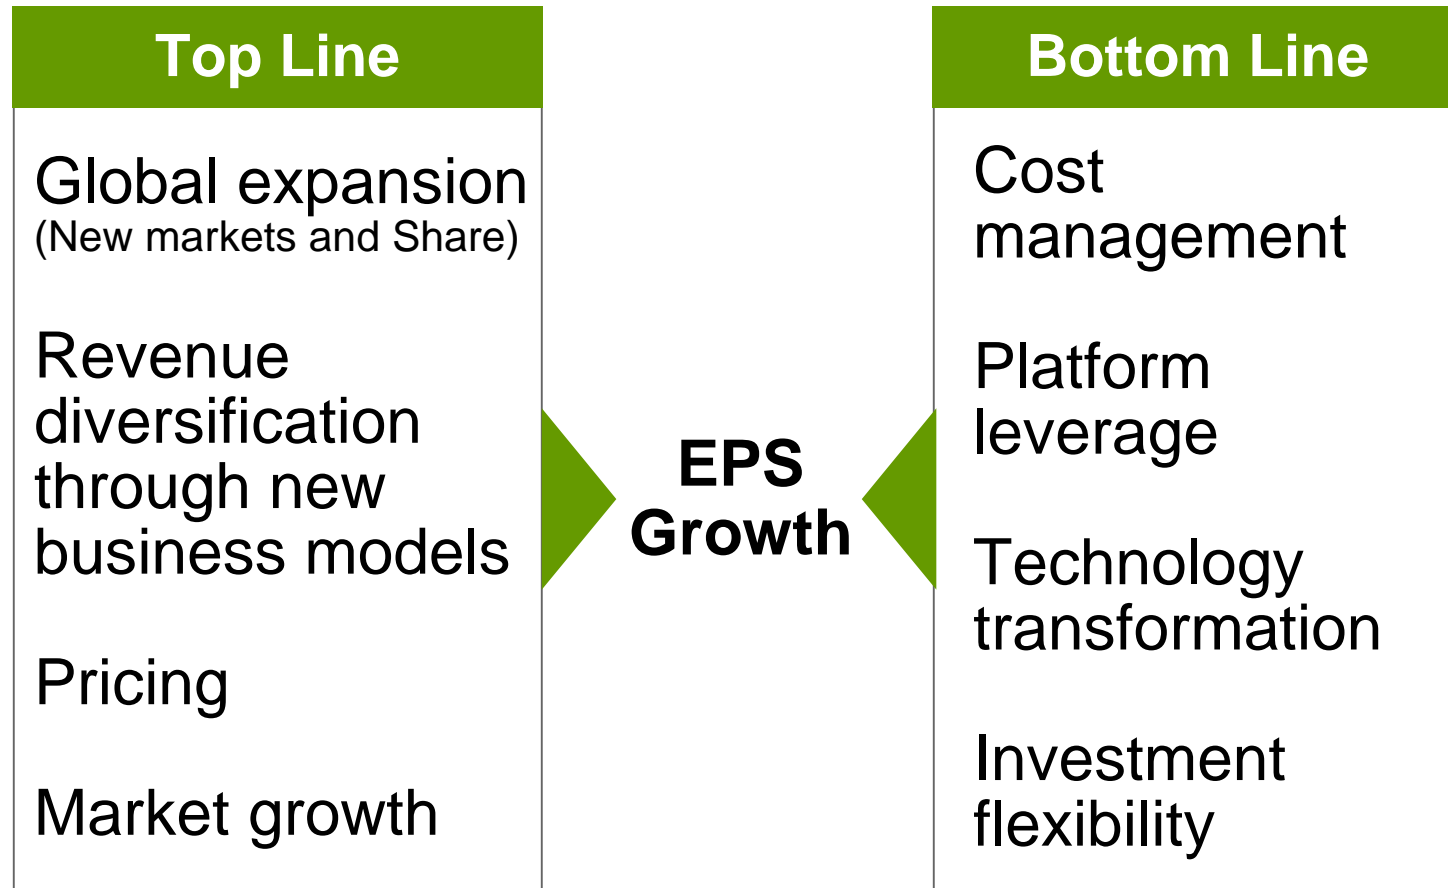 Top Line
Global expansion
(New markets and Share)
Revenue
diversification
through new
business models
Pricing
Market growth
EPS
Growth
Bottom Line
Cost
management
Platform
leverage
Technology
transformation
Investment
flexibility